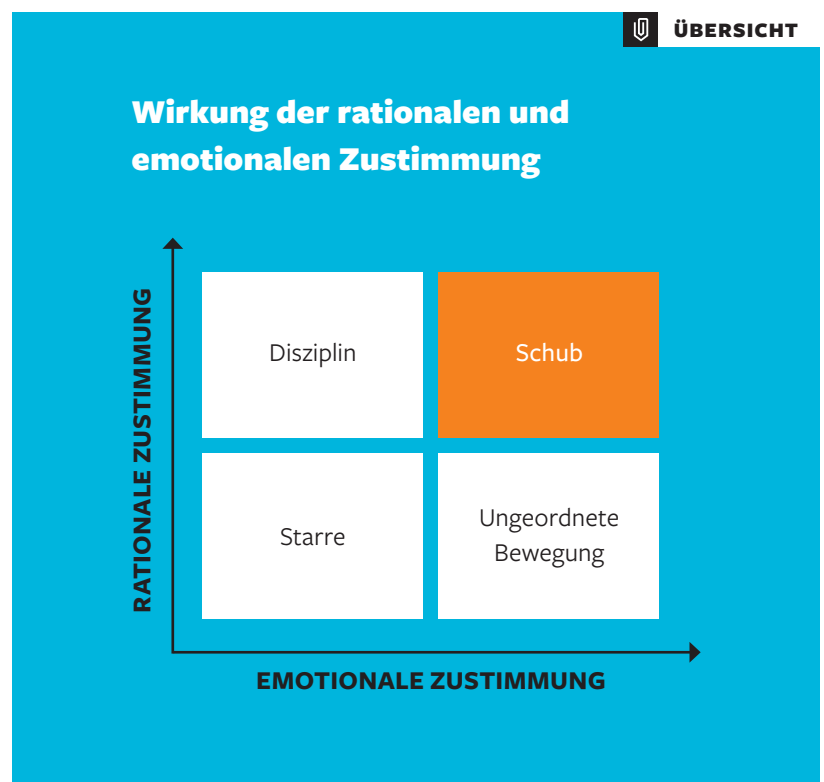 ÜBERSICHT
Wirkung der rationalen und
emotionalen Zustimmung
RATIONALE ZUSTIMMUNG
Disziplin
Schub
Starre
Ungeordnete
Bewegung
EMOTIONALE ZUSTIMMUNG